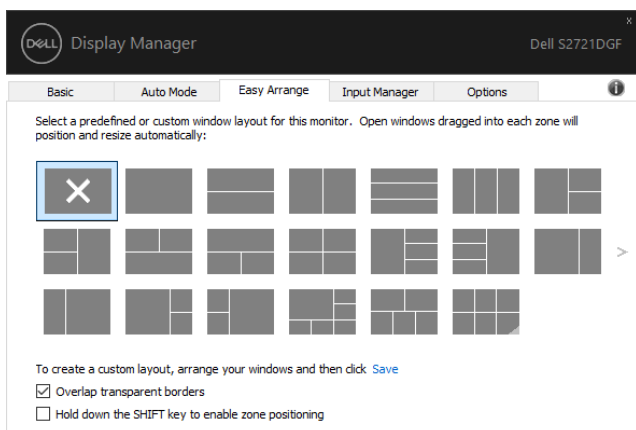 x
DELL Display Manager Dell S2721DGF
Basic Auto Mode Easy Arrange Input Manager Options i
Select a predefined or custom window layout for this monitor. Open windows dragged into each zone will
position and resize automatically:
>
To create a custom layout, arrange your windows and then click Save
Overlap transparent borders
Hold down the SHIFT key to enable zone positioning